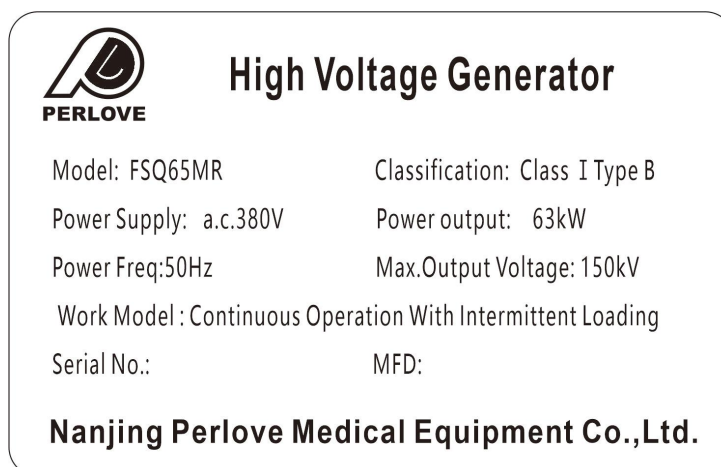 PERLOVE
High Voltage Generator
Model: FSQ65MR Classification: Class I Type B
Power Supply: a.c.380V Power output: 63kW
Power Freq:50Hz Max.Output Voltage: 150kV
Work Model : Continuous Operation With Intermittent Loading
Serial No.: MFD:
Nanjing Perlove Medical Equipment Co.,Ltd.